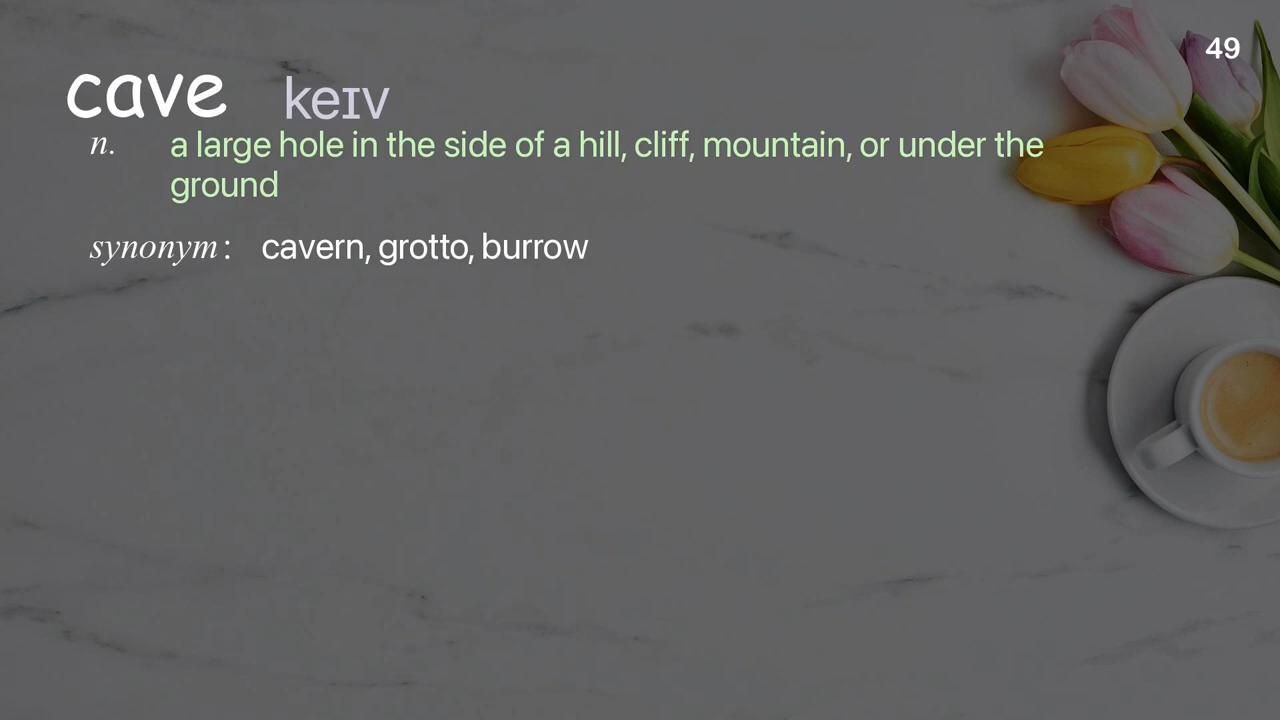 49
cave keɪv
n. a large hole in the side of a hill, cliff, mountain, or under the
ground
synonym: cavern, grotto, burrow